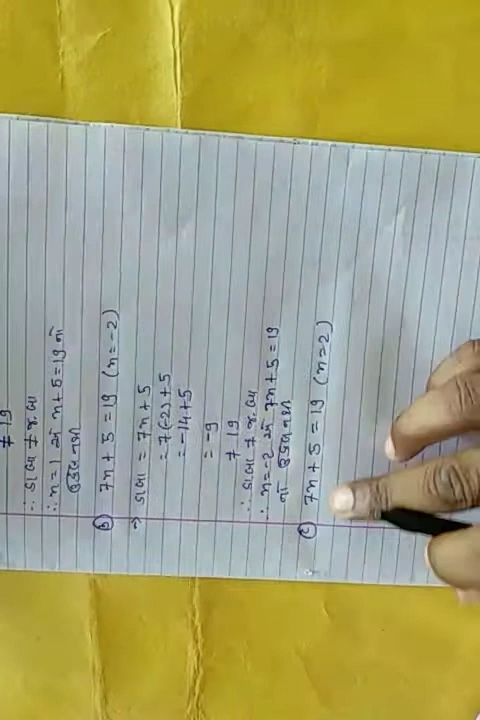 ≠ 19
∴ ડાબા ≠ જ.બા
∴ n = 1 એ n + 5 = 19 નો
ઉકેલ નથી
(b) 7n + 5 = 19 (n = -2)
⇒ ડાબા = 7n + 5
= 7(-2) + 5
= -14 + 5
= -9
≠ 19
∴ ડાબા ≠ જ.બા
∴ n = -2 એ 7n + 5 = 19
નો ઉકેલ નથી
(c) 7n + 5 = 19 (n = 2)